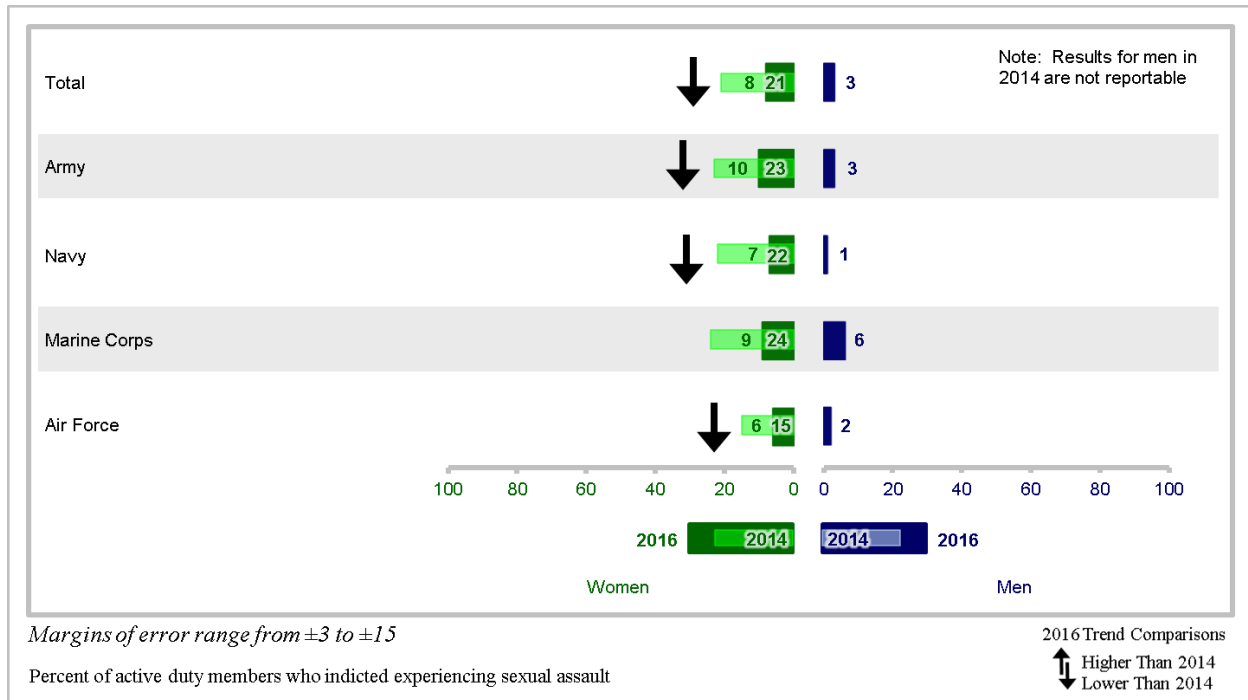 Note: Results for men in
2014 are not reportable
Total 8 21 3
Army 10 23 3
Navy 7 22 1
Marine Corps 9 24 6
Air Force 6 15 2
100 80 60 40 20 0 0 20 40 60 80 100
2016 2014 2014 2016
Women Men
Margins of error range from ±3 to ±15
Percent of active duty members who indicted experiencing sexual assault
2016 Trend Comparisons
Higher Than 2014
Lower Than 2014